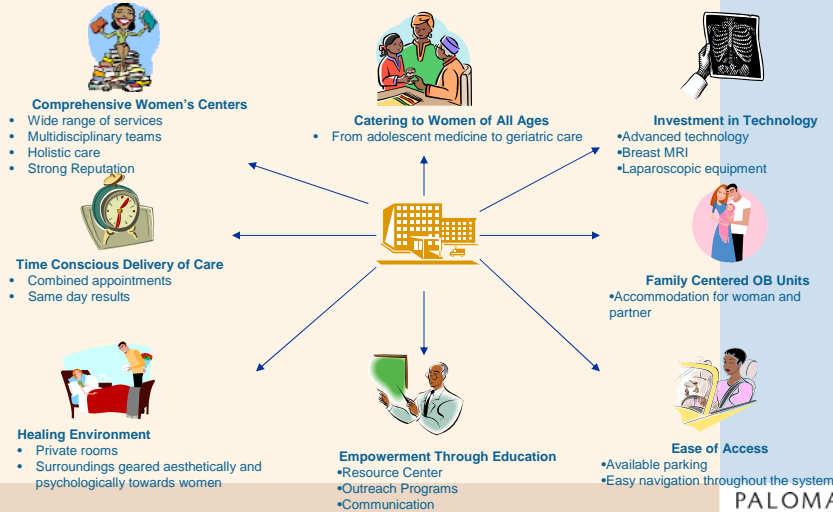 Comprehensive Women's Centers
• Wide range of services
• Multidisciplinary teams
• Holistic care
• Strong Reputation
Catering to Women of All Ages
• From adolescent medicine to geriatric care
Investment in Technology
•Advanced technology
•Breast MRI
•Laparoscopic equipment
Time Conscious Delivery of Care
• Combined appointments
• Same day results
Family Centered OB Units
•Accommodation for woman and
partner
Healing Environment
• Private rooms
• Surroundings geared aesthetically and
psychologically towards women
Empowerment Through Education
•Resource Center
•Outreach Programs
•Communication
Ease of Access
•Available parking
•Easy navigation throughout the system
PALOMA